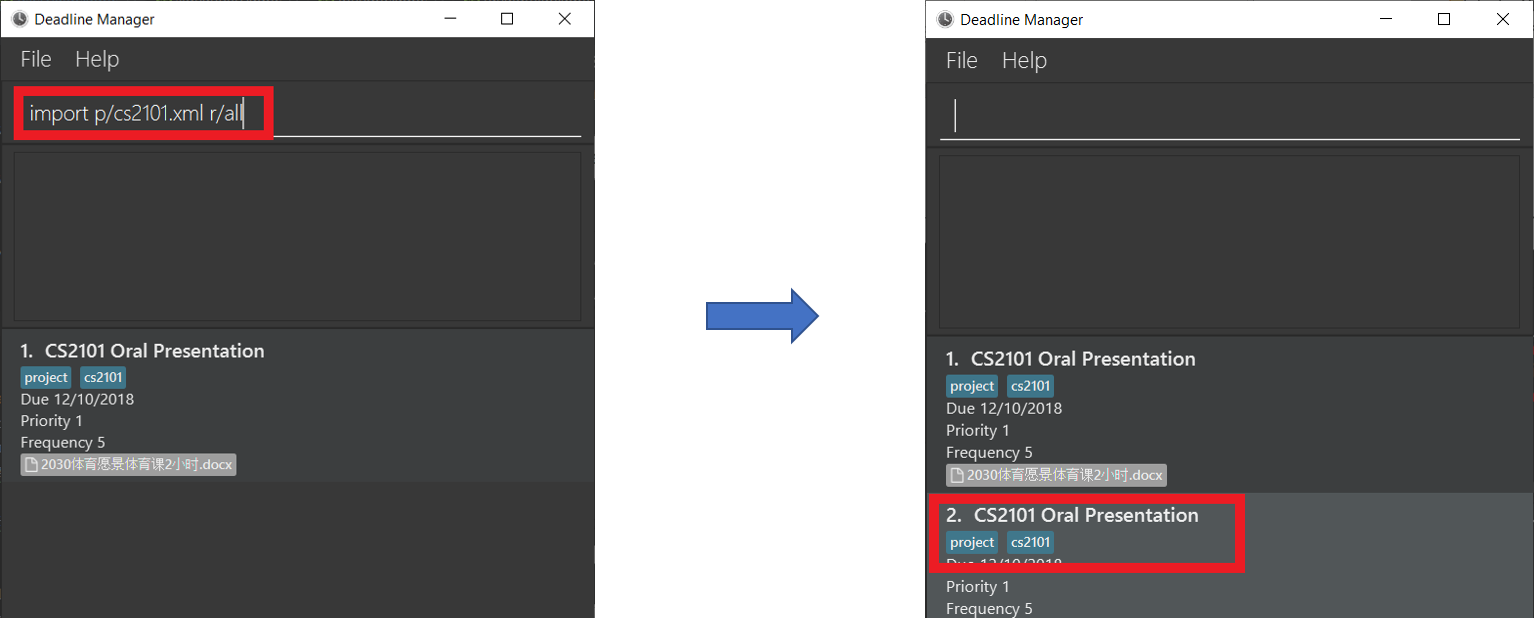 Deadline Manager
File Help
import p/cs2101.xml r/all
1. CS2101 Oral Presentation
project cs2101
Due 12/10/2018
Priority 1
Frequency 5
2030体育愿景体育课2小时.docx
Deadline Manager
File Help
1. CS2101 Oral Presentation
project cs2101
Due 12/10/2018
Priority 1
Frequency 5
2030体育愿景体育课2小时.docx
2. CS2101 Oral Presentation
project cs2101
Due 12/10/2018
Priority 1
Frequency 5